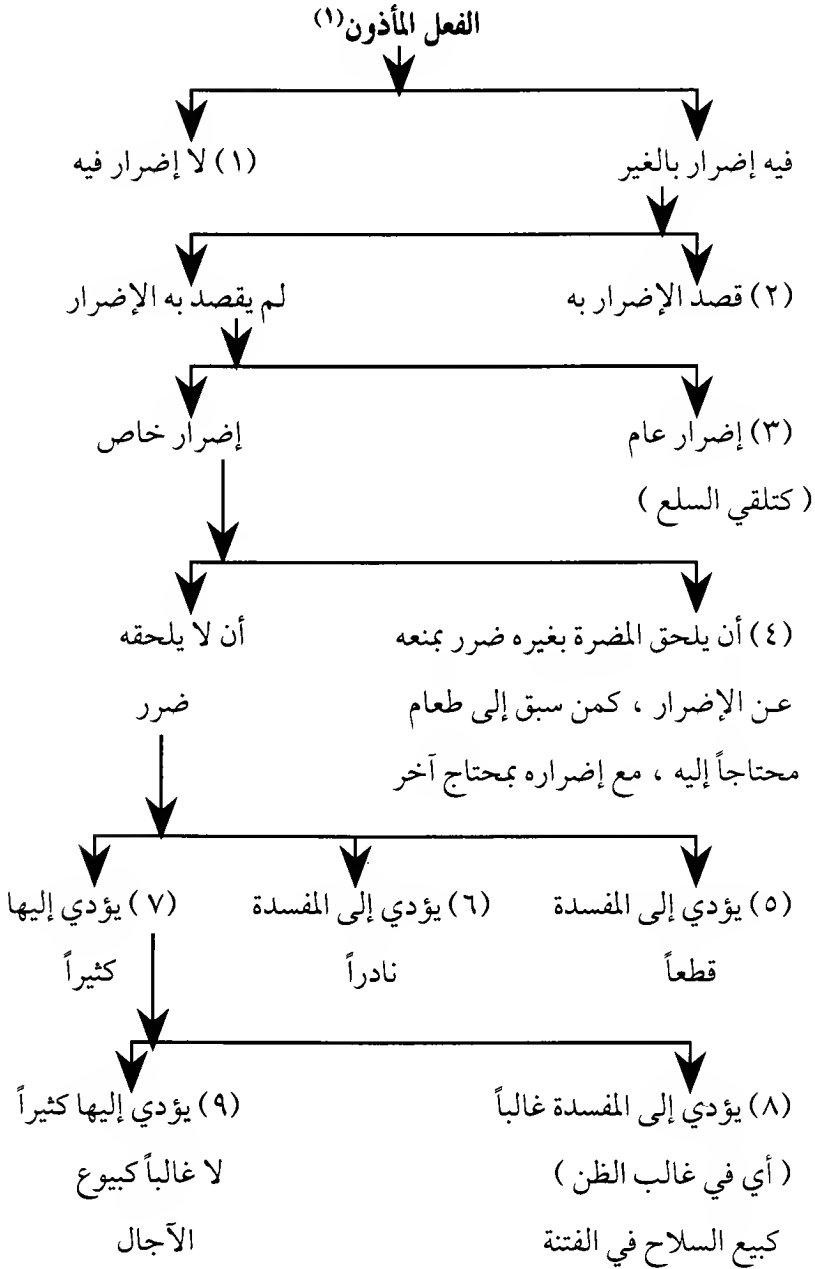 الفعل المأذون(١)
فيه إضرار بالغير
(١) لا إضرار فيه
(٢) قصد الإضرار به
لم يقصد به الإضرار
(٣) إضرار عام
(كتلقي السلع)
إضرار خاص
(٤) أن يلحق المضرة بغيره ضرر بمنعه
عن الإضرار ، كمن سبق إلى طعام
محتاجاً إليه ، مع إضراره بمحتاج آخر
أن لا يلحقه
ضرر
(٥) يؤدي إلى المفسدة
قطعاً
(٦) يؤدي إلى المفسدة
نادراً
(٧) يؤدي إليها
كثيراً
(٨) يؤدي إلى المفسدة غالباً
(أي في غالب الظن)
كبيع السلاح في الفتنة
(٩) يؤدي إليها كثيراً
لا غالباً كبيوع
الآجال